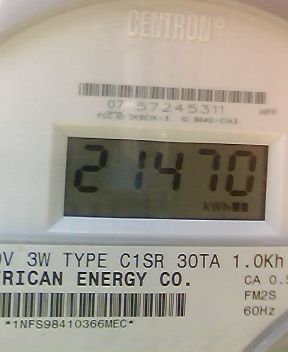 CENTRON®
07 57245311
21470
kWh
0V 3W TYPE C1SR 30TA 1.0Kh
ERICAN ENERGY CO.
CA 0.5
FM2S
60Hz
*1NFS98410366MEC*